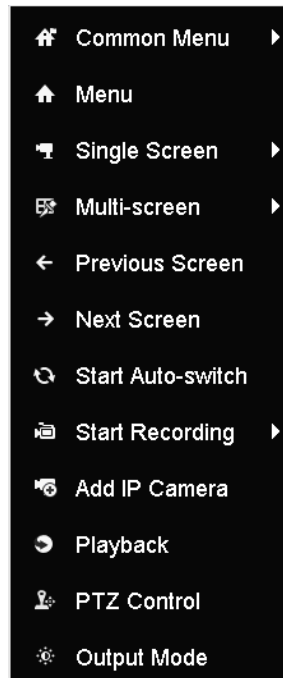 Common Menu
Menu
Single Screen
Multi-screen
Previous Screen
Next Screen
Start Auto-switch
Start Recording
Add IP Camera
Playback
PTZ Control
Output Mode